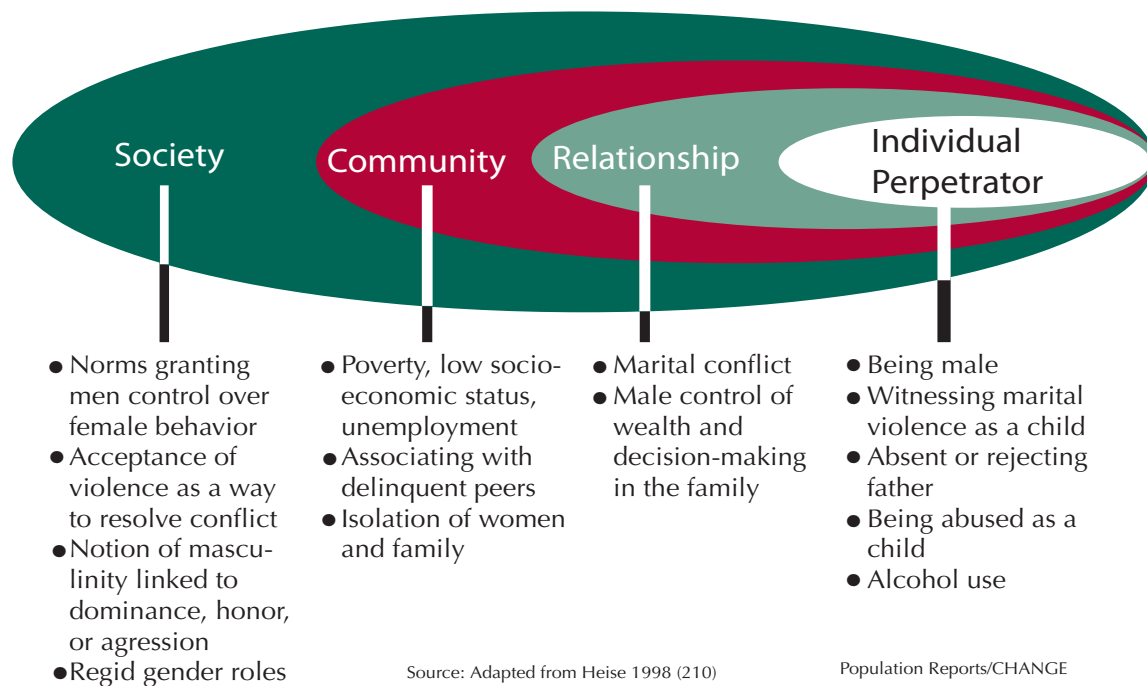 Society
Community
Relationship
Individual
Perpetrator
● Norms granting
men control over
female behavior
● Acceptance of
violence as a way
to resolve conflict
● Notion of mascu-
linity linked to
dominance, honor,
or agression
● Regid gender roles
● Poverty, low socio-
economic status,
unemployment
● Associating with
delinquent peers
● Isolation of women
and family
● Marital conflict
● Male control of
wealth and
decision-making
in the family
● Being male
● Witnessing marital
violence as a child
● Absent or rejecting
father
● Being abused as a
child
● Alcohol use
Source: Adapted from Heise 1998 (210)
Population Reports/CHANGE